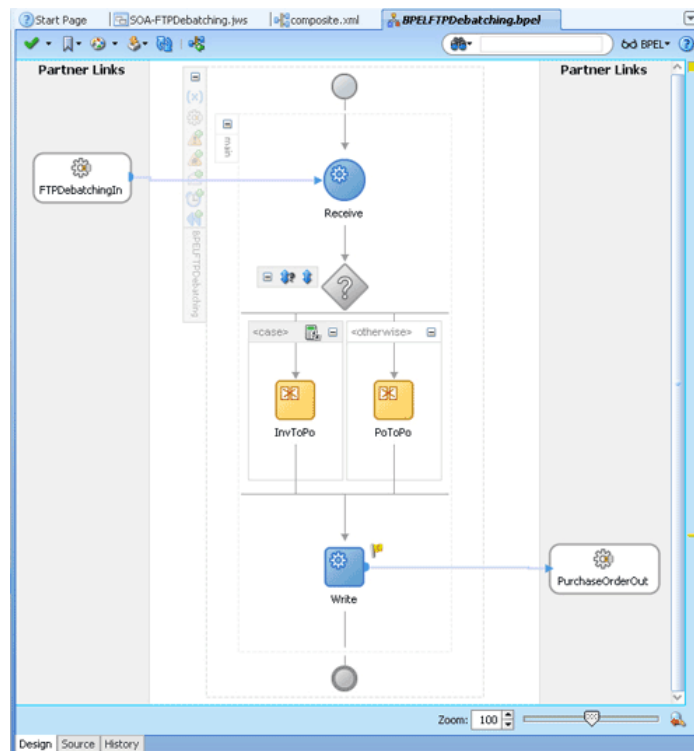 Start Page
SOA-FTPDebatching.jws
composite.xml
BPELFTPDebatching.bpel
BPEL
Partner Links
Partner Links
main
FTPDebatchingIn
Receive
BPELFTPDebatching
<case>
<otherwise>
InvToPo
PoToPo
Write
PurchaseOrderOut
Zoom: 100
Design Source History